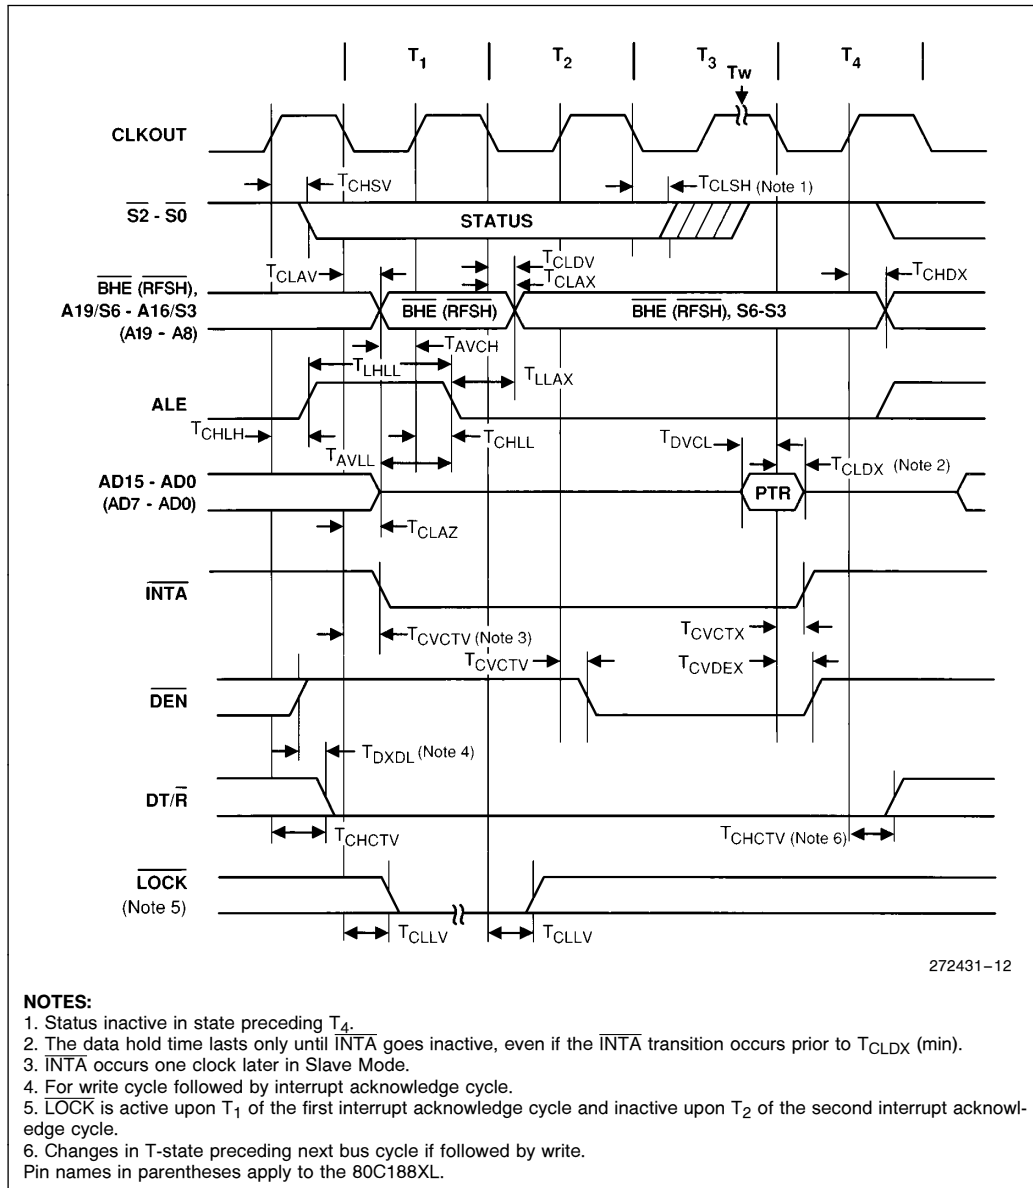 T1 T2 T3 T4
TW
CLKOUT
TCHSV TCLSH (Note 1)
S2 - S0 STATUS
TCLAV TCLDV TCHDX
TCLAX
BHE (RFSH),
A19/S6 - A16/S3 BHE (RFSH) BHE (RFSH), S6-S3
(A19 - A8)
TAVCH
TLHLL TLLAX
ALE
TCHLH TCHLL TDVCL
TAVLL TCLDX (Note 2)
AD15 - AD0 PTR
(AD7 - AD0)
TCLAZ
INTA
TCVCTV (Note 3) TCVCTX
TCVCTV TCVDEX
DEN
TDXDL (Note 4)
DT/R
TCHCTV TCHCTV (Note 6)
LOCK
(Note 5)
TCLLV TCLLV
272431–12
NOTES:
1. Status inactive in state preceding T4.
2. The data hold time lasts only until INTA goes inactive, even if the INTA transition occurs prior to TCLDX (min).
3. INTA occurs one clock later in Slave Mode.
4. For write cycle followed by interrupt acknowledge cycle.
5. LOCK is active upon T1 of the first interrupt acknowledge cycle and inactive upon T2 of the second interrupt acknowl-
edge cycle.
6. Changes in T-state preceding next bus cycle if followed by write.
Pin names in parentheses apply to the 80C188XL.